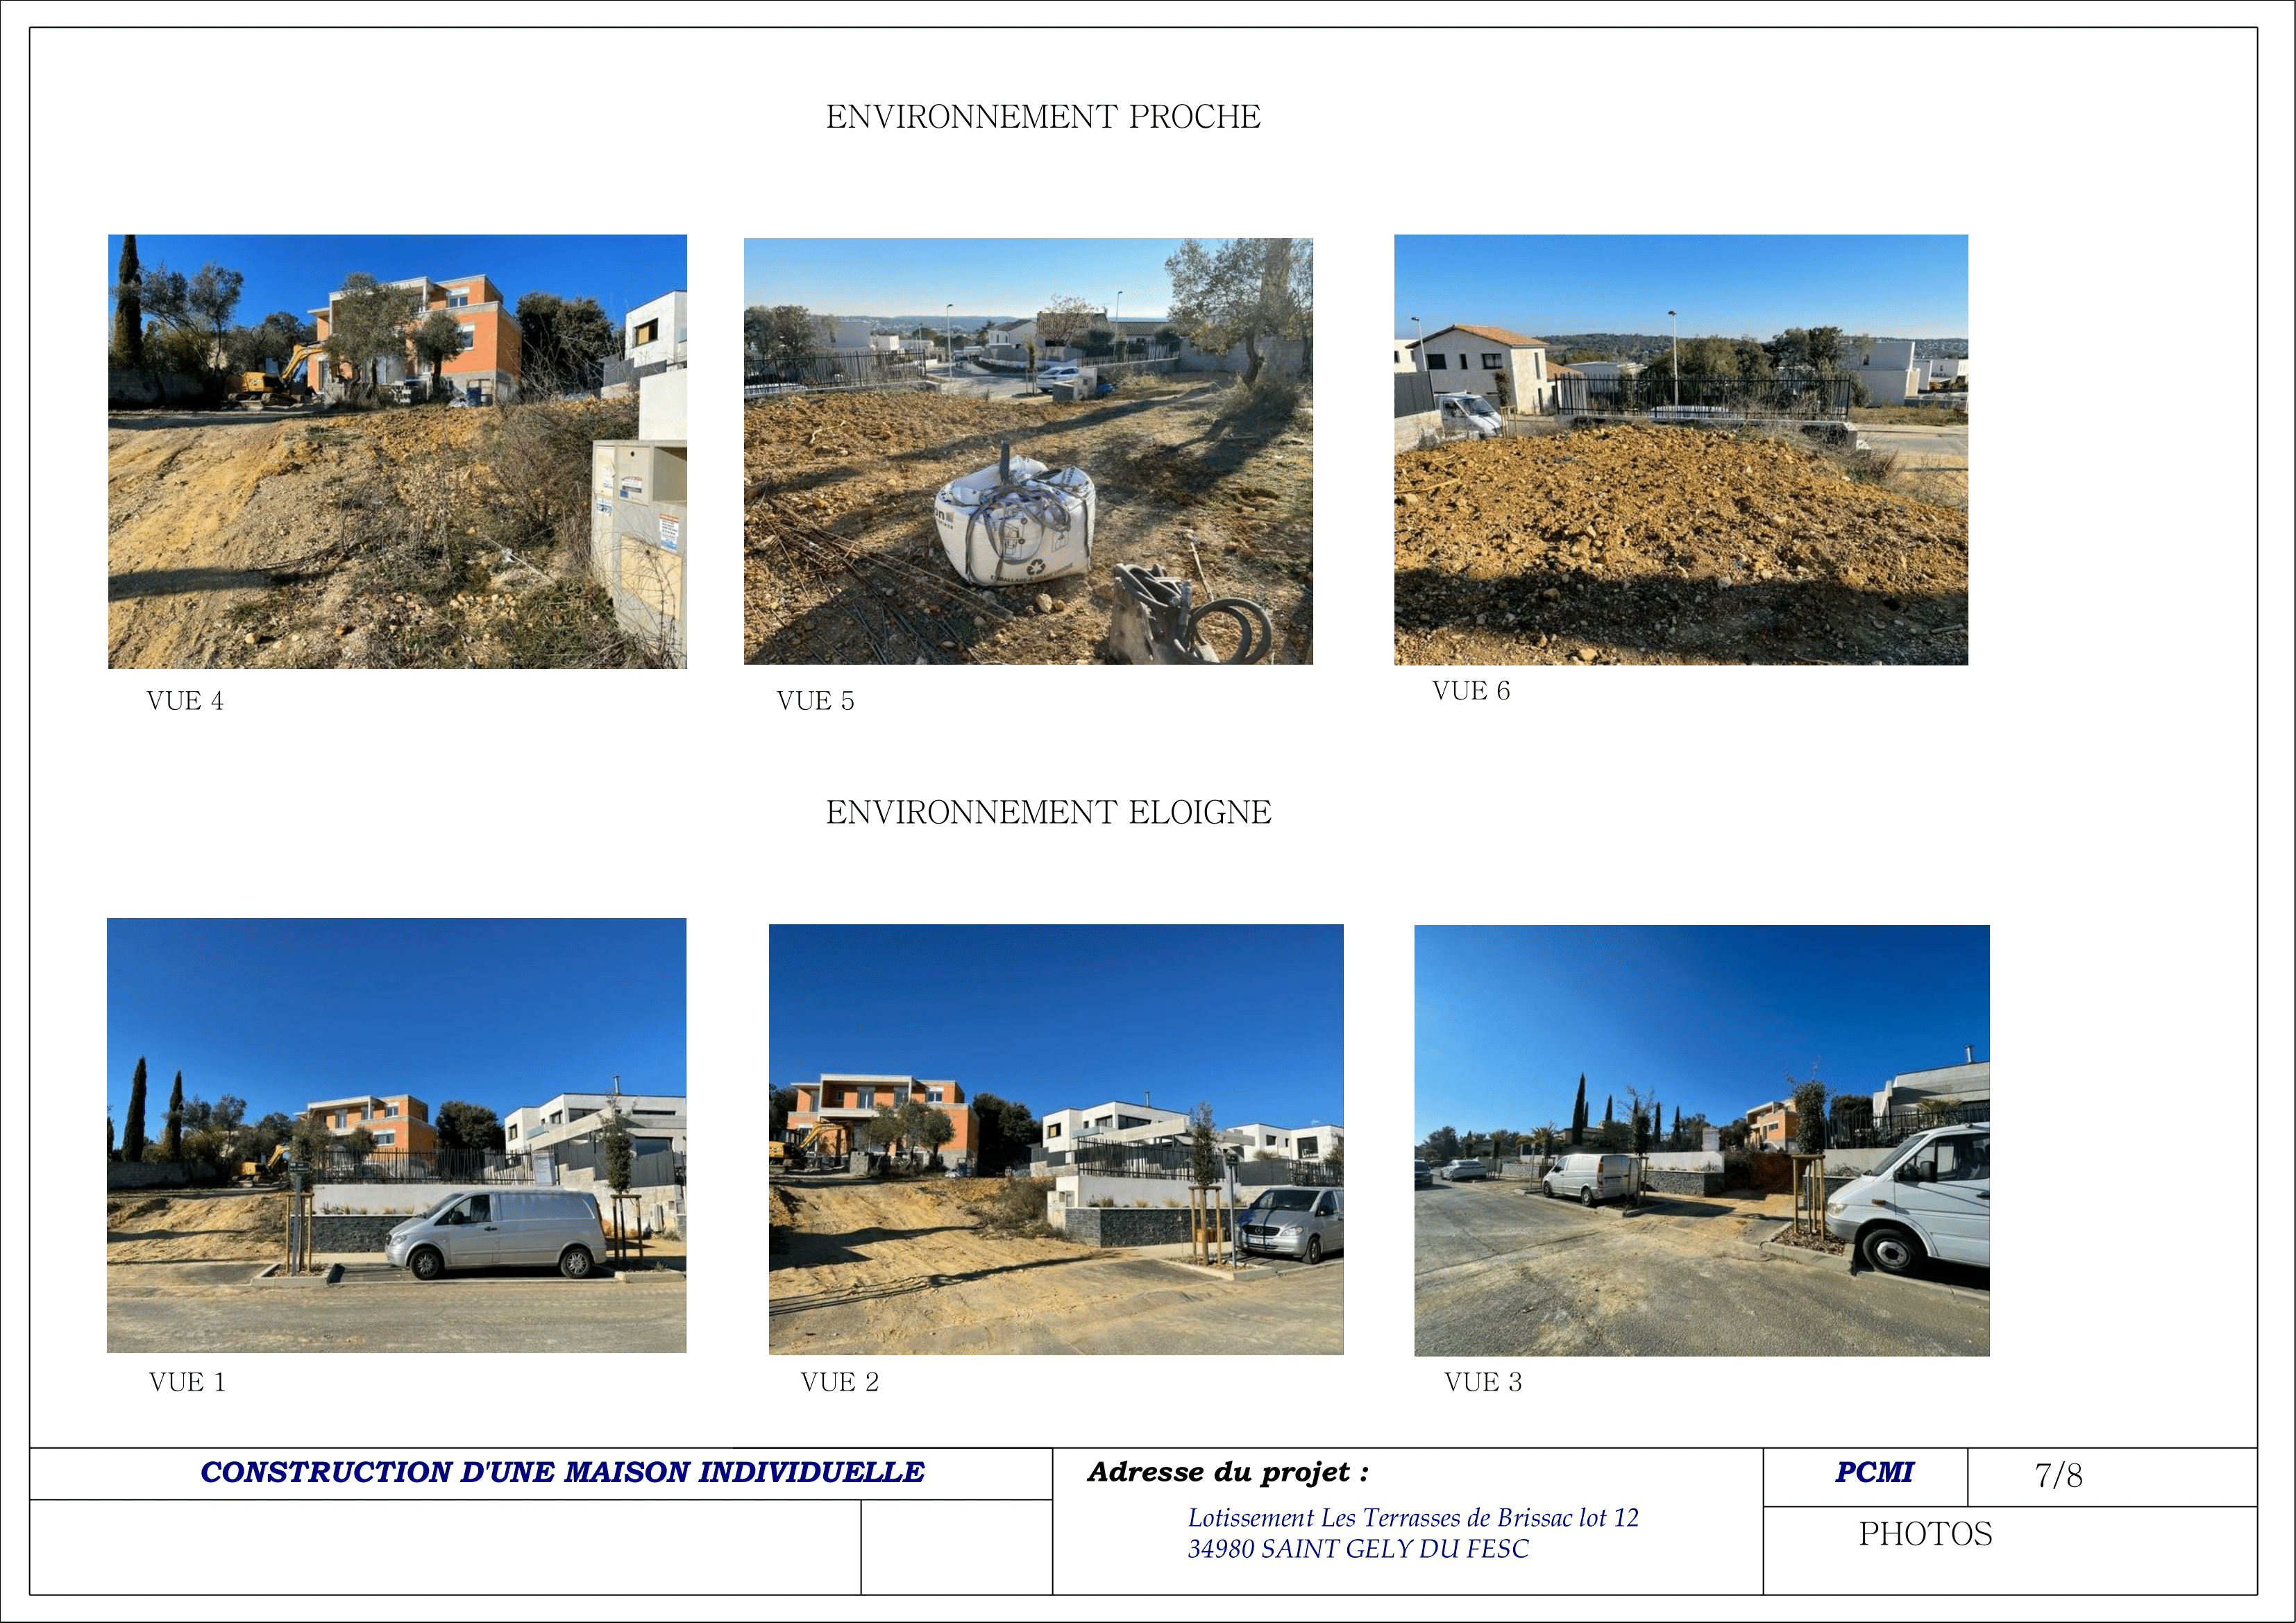 ENVIRONNEMENT PROCHE
VUE 4
VUE 5
VUE 6
ENVIRONNEMENT ELOIGNE
VUE 1
VUE 2
VUE 3
CONSTRUCTION D'UNE MAISON INDIVIDUELLE
Adresse du projet :
Lotissement Les Terrasses de Brissac lot 12
34980 SAINT GELY DU FESC
PCMI
7/8
PHOTOS